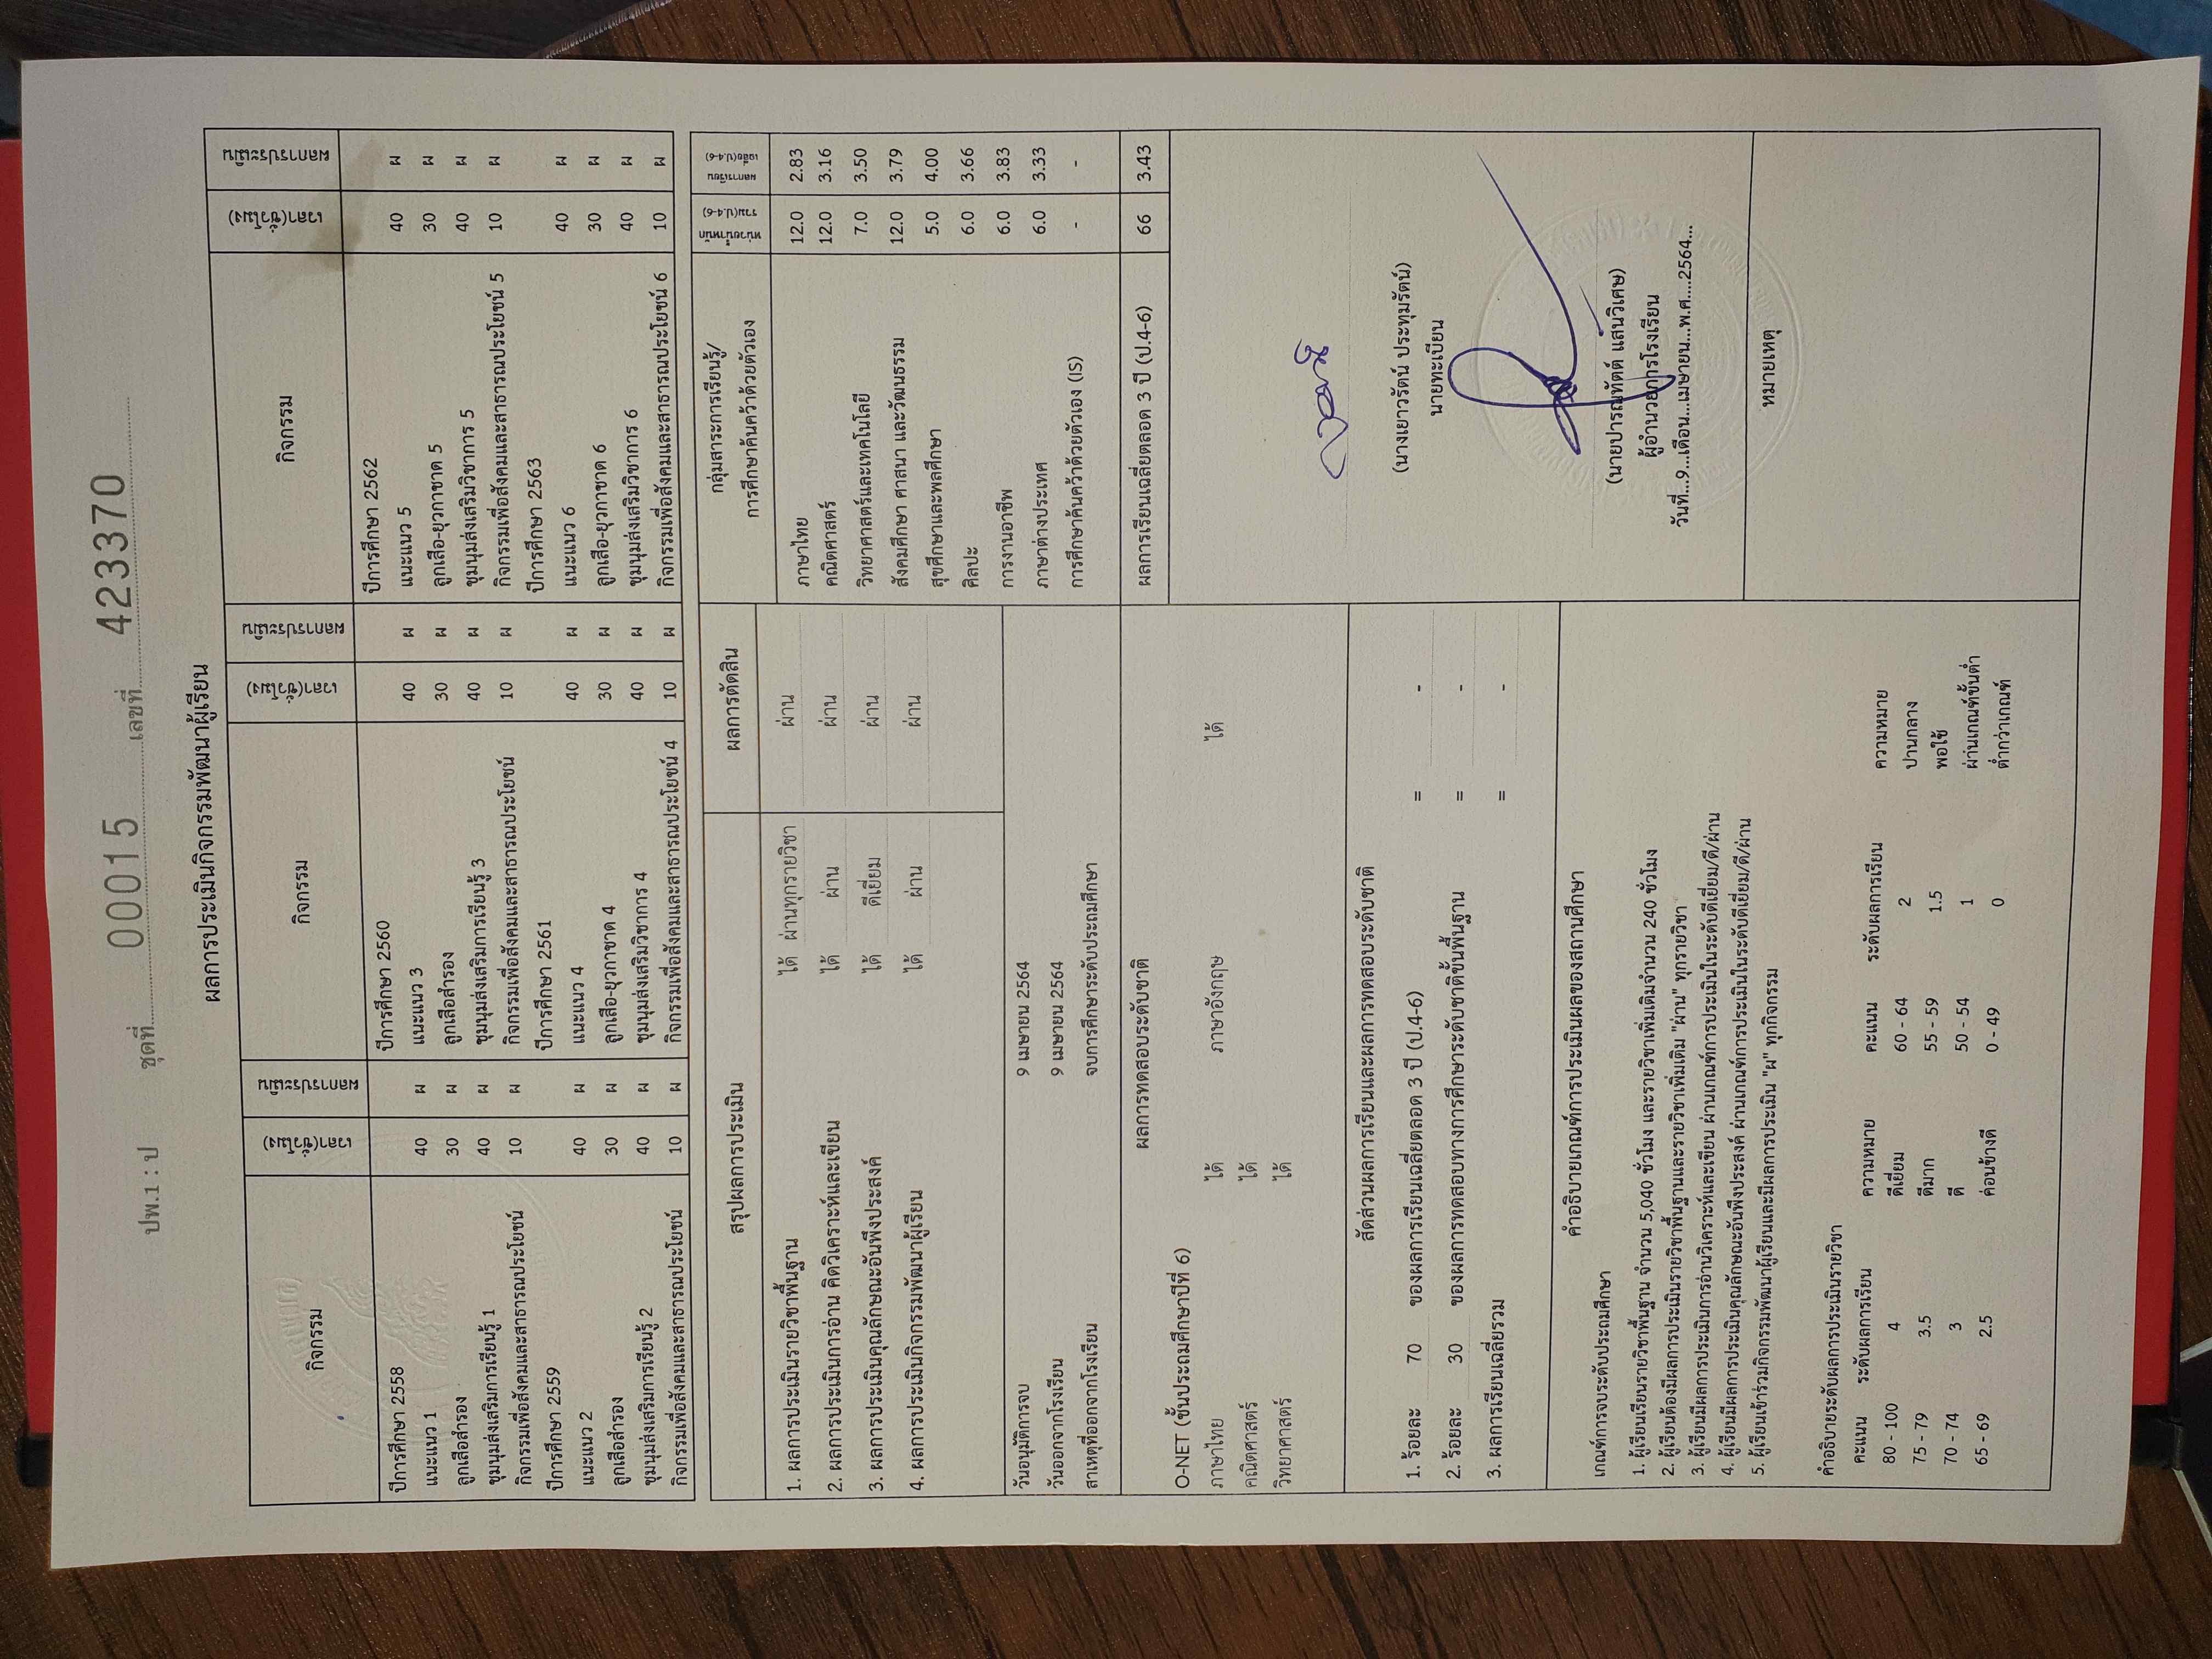 ปพ.1 : ป ชุดที่ 00015 เลขที่ 4233370
ผลการประเมินกิจกรรมพัฒนาผู้เรียน
กิจกรรม เวลา(ชั่วโมง) ผลการประเมิน กิจกรรม เวลา(ชั่วโมง) ผลการประเมิน กิจกรรม เวลา(ชั่วโมง) ผลการประเมิน
ปีการศึกษา 2558 ปีการศึกษา 2560 ปีการศึกษา 2562
แนะแนว 1 40 ผ แนะแนว 3 40 ผ แนะแนว 5 40 ผ
ลูกเสือสำรอง 30 ผ ลูกเสือสำรอง 30 ผ ลูกเสือ-ยุวกาชาด 5 30 ผ
ชุมนุมส่งเสริมการเรียนรู้ 1 40 ผ ชุมนุมส่งเสริมการเรียนรู้ 3 40 ผ ชุมนุมส่งเสริมวิชาการ 5 40 ผ
กิจกรรมเพื่อสังคมและสาธารณประโยชน์ 10 ผ กิจกรรมเพื่อสังคมและสาธารณประโยชน์ 10 ผ กิจกรรมเพื่อสังคมและสาธารณประโยชน์ 5 10 ผ
ปีการศึกษา 2559 ปีการศึกษา 2561 ปีการศึกษา 2563
แนะแนว 2 40 ผ แนะแนว 4 40 ผ แนะแนว 6 40 ผ
ลูกเสือสำรอง 30 ผ ลูกเสือ-ยุวกาชาด 4 30 ผ ลูกเสือ-ยุวกาชาด 6 30 ผ
ชุมนุมส่งเสริมการเรียนรู้ 2 40 ผ ชุมนุมส่งเสริมวิชาการ 4 40 ผ ชุมนุมส่งเสริมวิชาการ 6 40 ผ
กิจกรรมเพื่อสังคมและสาธารณประโยชน์ 10 ผ กิจกรรมเพื่อสังคมและสาธารณประโยชน์ 4 10 ผ กิจกรรมเพื่อสังคมและสาธารณประโยชน์ 6 10 ผ
สรุปผลการประเมิน ผลการตัดสิน
1. ผลการประเมินรายวิชาพื้นฐาน ได้ ผ่านทุกรายวิชา ผ่าน
2. ผลการประเมินการอ่าน คิดวิเคราะห์และเขียน ได้ ผ่าน ผ่าน
3. ผลการประเมินคุณลักษณะอันพึงประสงค์ ได้ ดีเยี่ยม ผ่าน
4. ผลการประเมินกิจกรรมพัฒนาผู้เรียน ได้ ผ่าน ผ่าน
วันอนุมัติการจบ 9 เมษายน 2564
วันออกจากโรงเรียน 9 เมษายน 2564
สาเหตุที่ออกจากโรงเรียน จบการศึกษาระดับประถมศึกษา
ผลการทดสอบระดับชาติ
O-NET (ชั้นประถมศึกษาปีที่ 6)
ภาษาไทย ได้ ภาษาอังกฤษ ได้
คณิตศาสตร์ ได้
วิทยาศาสตร์ ได้
สัดส่วนผลการเรียนและผลการทดสอบระดับชาติ
1. ร้อยละ 70 ของผลการเรียนเฉลี่ยตลอด 3 ปี (ป.4-6) = -
2. ร้อยละ 30 ของผลการทดสอบทางการศึกษาระดับชาติขั้นพื้นฐาน = -
3. ผลการเรียนเฉลี่ยรวม = -
คำอธิบายเกณฑ์การประเมินผลของสถานศึกษา
เกณฑ์การจบระดับประถมศึกษา
1. ผู้เรียนเรียนรายวิชาพื้นฐาน จำนวน 5,040 ชั่วโมง และรายวิชาเพิ่มเติมจำนวน 240 ชั่วโมง
2. ผู้เรียนต้องมีผลการประเมินรายวิชาพื้นฐานและรายวิชาเพิ่มเติม "ผ่าน" ทุกรายวิชา
3. ผู้เรียนมีผลการประเมินการอ่านวิเคราะห์และเขียน ผ่านเกณฑ์การประเมินในระดับดีเยี่ยม/ดี/ผ่าน
4. ผู้เรียนมีผลการประเมินคุณลักษณะอันพึงประสงค์ ผ่านเกณฑ์การประเมินในระดับดีเยี่ยม/ดี/ผ่าน
5. ผู้เรียนเข้าร่วมกิจกรรมพัฒนาผู้เรียนและมีผลการประเมิน "ผ" ทุกกิจกรรม
คำอธิบายระดับผลการประเมินรายวิชา
คะแนน ระดับผลการเรียน ความหมาย คะแนน ระดับผลการเรียน ความหมาย
80 - 100 4 ดีเยี่ยม 60 - 64 2 ปานกลาง
75 - 79 3.5 ดีมาก 55 - 59 1.5 พอใช้
70 - 74 3 ดี 50 - 54 1 ผ่านเกณฑ์ขั้นต่ำ
65 - 69 2.5 ค่อนข้างดี 0 - 49 0 ต่ำกว่าเกณฑ์
กลุ่มสาระการเรียนรู้/ หน่วยน้ำหนัก ผลการเรียน
การศึกษาค้นคว้าด้วยตัวเอง รวม(ป.4-6) เฉลี่ย(ป.4-6)
ภาษาไทย 12.0 2.83
คณิตศาสตร์ 12.0 3.16
วิทยาศาสตร์และเทคโนโลยี 7.0 3.50
สังคมศึกษา ศาสนา และวัฒนธรรม 12.0 3.79
สุขศึกษาและพลศึกษา 5.0 4.00
ศิลปะ 6.0 3.66
การงานอาชีพ 6.0 3.83
ภาษาต่างประเทศ 6.0 3.33
การศึกษาค้นคว้าด้วยตัวเอง (IS) - -
ผลการเรียนเฉลี่ยตลอด 3 ปี (ป.4-6) 66 3.43
(นางเยาวรัตน์ ประทุมรัตน์)
นายทะเบียน
(นายปารณทัตต์ แสนวิเศษ)
ผู้อำนวยการโรงเรียน
วันที่...9...เดือน...เมษายน...พ.ศ....2564...
หมายเหตุ